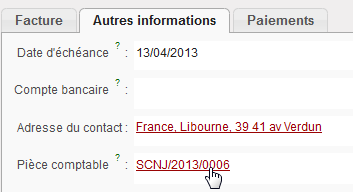 Facture Autres informations Paiements
Date d'échéance ? : 13/04/2013
Compte bancaire ? :
Adresse du contact : France, Libourne, 39 41 av Verdun
Pièce comptable ? : SCNJ/2013/0006